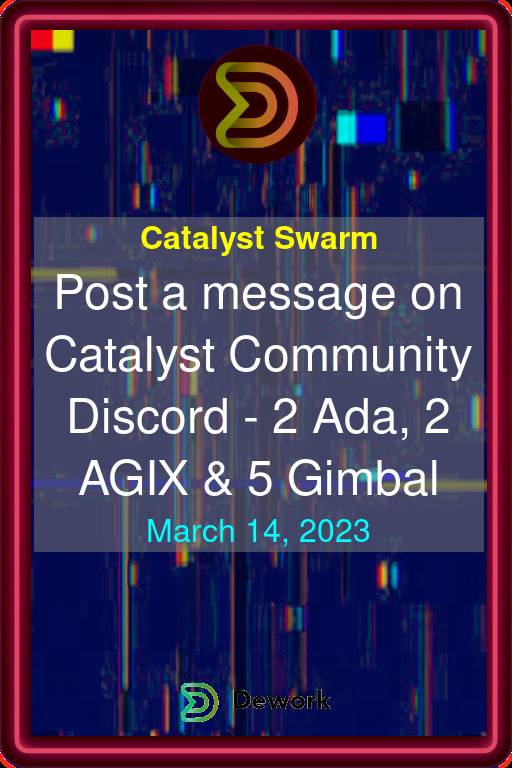 Catalyst Swarm
Post a message on
Catalyst Community
Discord - 2 Ada, 2
AGIX & 5 Gimbal
March 14, 2023
Dework